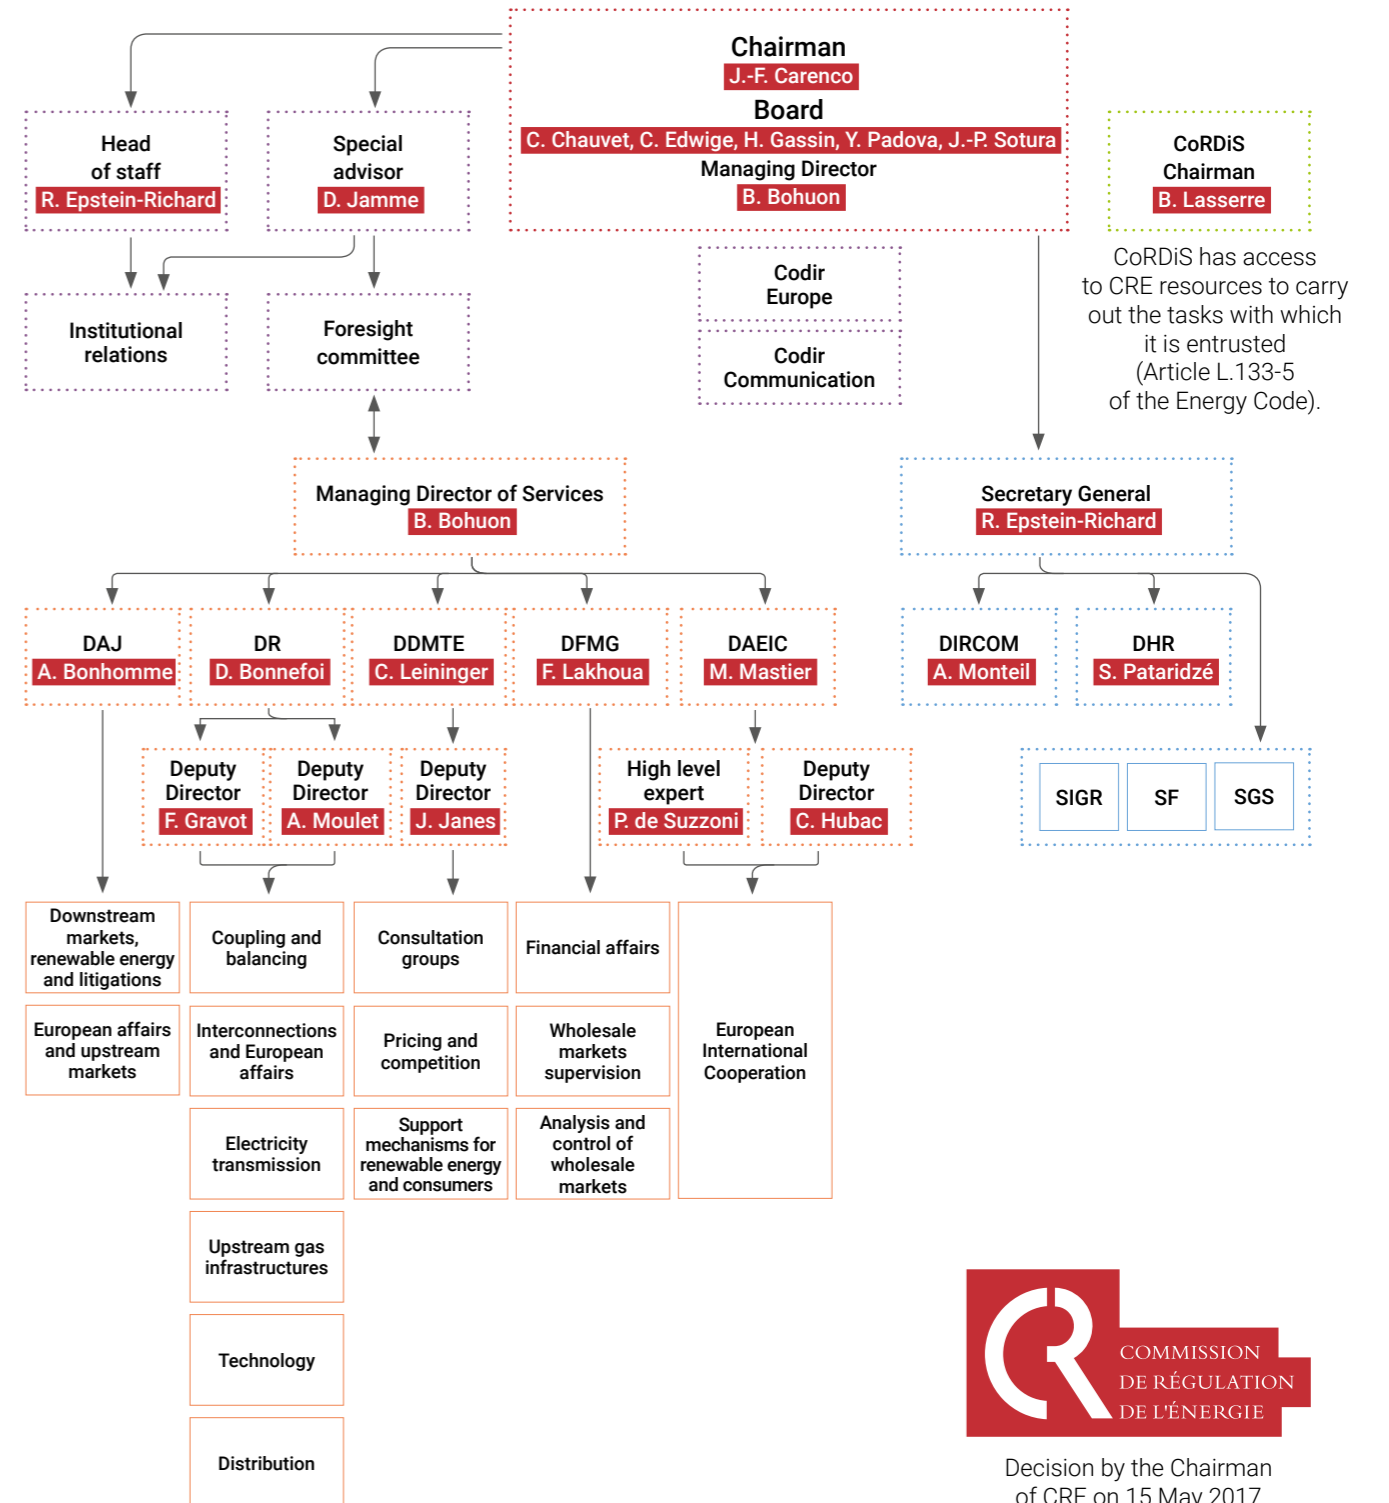 Chairman
J.-F. Carenco
Board
C. Chauvet, C. Edwige, H. Gassin, Y. Padova, J.-P. Sotura
Managing Director
B. Bohuon
Head
of staff
R. Epstein-Richard
Special
advisor
D. Jamme
CoRDiS
Chairman
B. Lasserre
CoRDiS has access
to CRE resources to carry
out the tasks with which
it is entrusted
(Article L.133-5
of the Energy Code).
Institutional
relations
Foresight
committee
Codir
Europe
Codir
Communication
Managing Director of Services
B. Bohuon
Secretary General
R. Epstein-Richard
DAJ
A. Bonhomme
DR
D. Bonnefoi
DDMTE
C. Leininger
DFMG
F. Lakhoua
DAEIC
M. Mastier
DIRCOM
A. Monteil
DHR
S. Pataridzé
Deputy
Director
F. Gravot
Deputy
Director
A. Moulet
Deputy
Director
J. Janes
High level
expert
P. de Suzzoni
Deputy
Director
C. Hubac
SIGR
SF
SGS
Downstream
markets,
renewable energy
and litigations
European affairs
and upstream
markets
Coupling and
balancing
Interconnections
and European
affairs
Electricity
transmission
Upstream gas
infrastructures
Technology
Distribution
Consultation
groups
Pricing and
competition
Support
mechanisms for
renewable energy
and consumers
Financial affairs
Wholesale
markets
supervision
Analysis and
control of
wholesale
markets
European
International
Cooperation
CR
COMMISSION
DE RÉGULATION
DE L'ÉNERGIE
Decision by the Chairman
of CRE on 15 May 2017